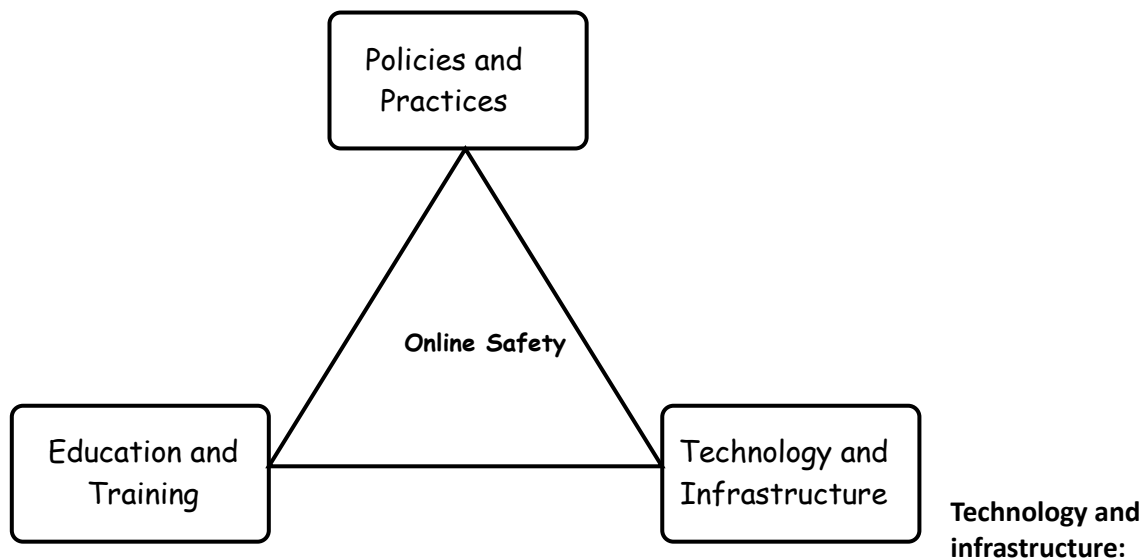 Policies and
Practices
Online Safety
Education and
Training
Technology and
Infrastructure
Technology and
infrastructure: